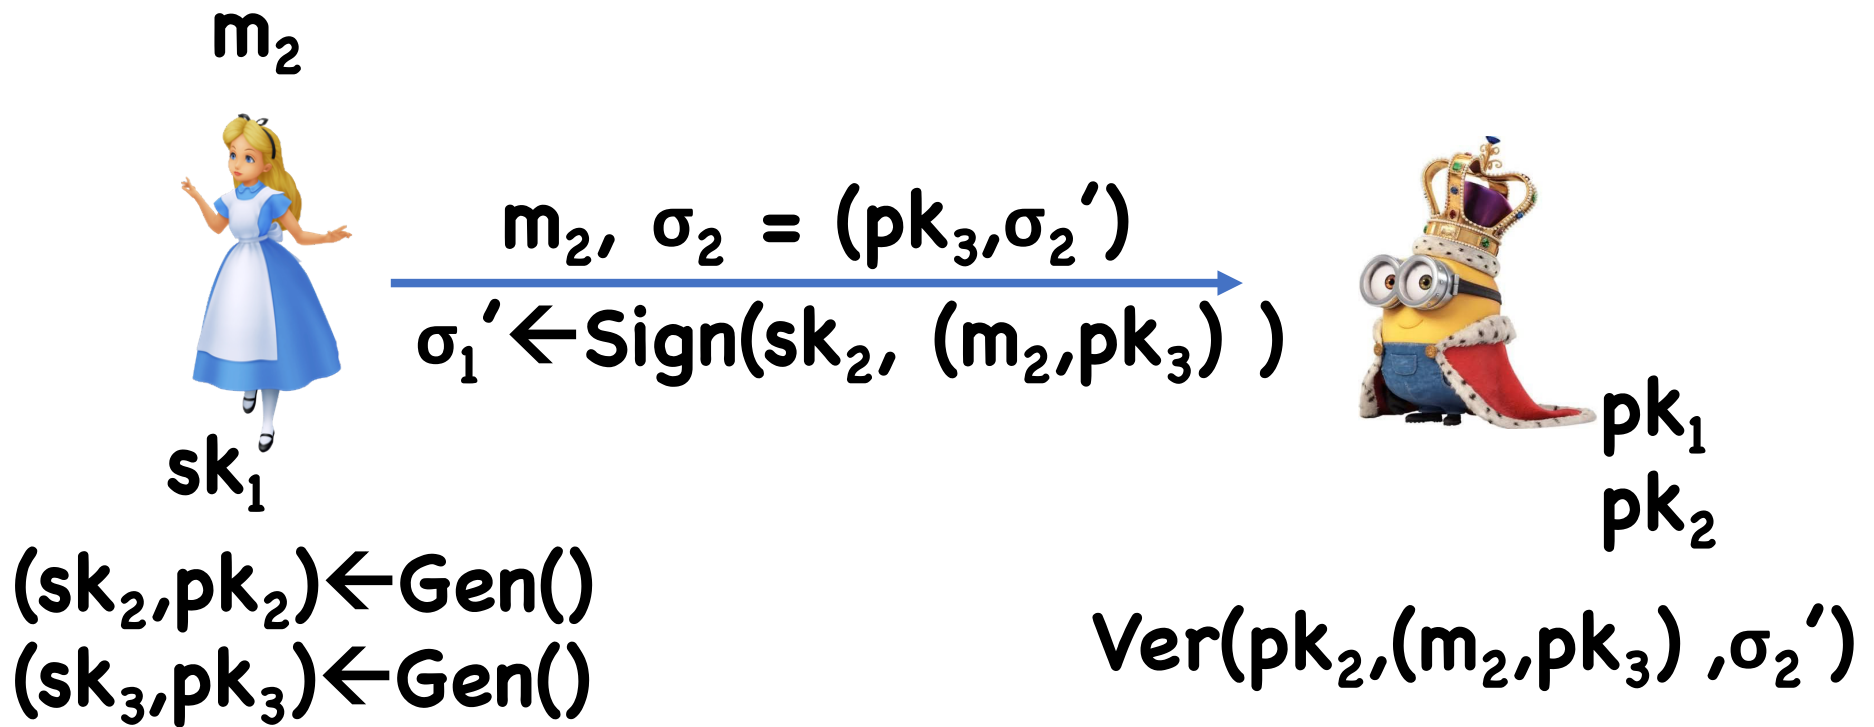 m₂
m₂, σ₂ = (pk₃,σ₂′)
σ₁′←Sign(sk₂, (m₂,pk₃) )
sk₁
pk₁
pk₂
(sk₂,pk₂)←Gen()
(sk₃,pk₃)←Gen()
Ver(pk₂,(m₂,pk₃) ,σ₂′)